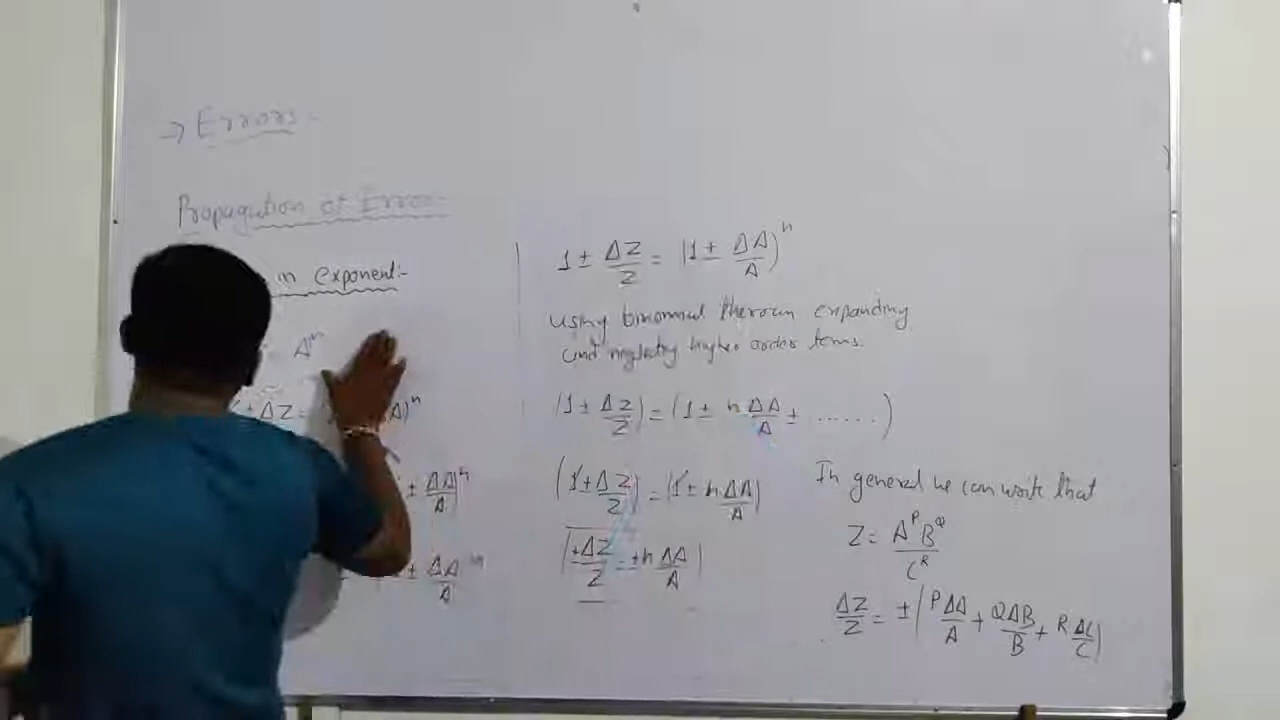 → Errors -
Propagation of Error:-
in exponent:-
A^n
± ΔZ = A)^n
± ΔA/A)^n
± ΔA/A)^n
1 ± ΔZ/Z = (1 ± ΔA/A)^n
using binomial theroem expanding
and neglecting higher order terms.
(1 ± ΔZ/Z) = (1 ± n ΔA/A ± ......)
(1 ± ΔZ/Z) = (1 ± n ΔA/A)
±ΔZ/Z = ±n ΔA/A
In general we can write that
Z = A^P B^Q / C^R
ΔZ/Z = ± (P ΔA/A + Q ΔB/B + R ΔC/C)